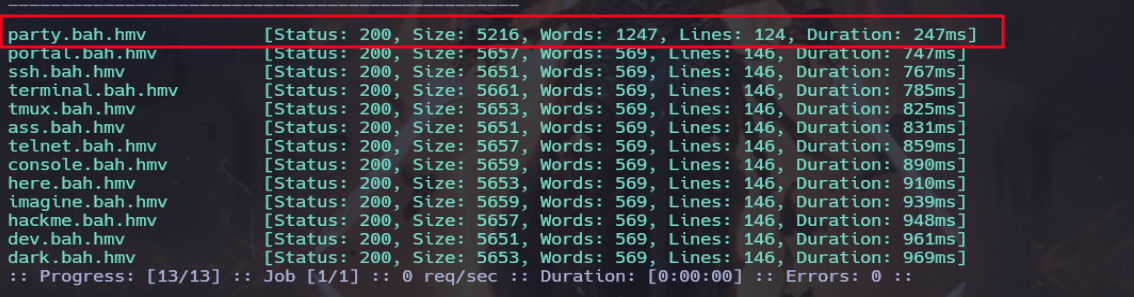 ________________________________________________
party.bah.hmv [Status: 200, Size: 5216, Words: 1247, Lines: 124, Duration: 247ms]
portal.bah.hmv [Status: 200, Size: 5657, Words: 569, Lines: 146, Duration: 747ms]
ssh.bah.hmv [Status: 200, Size: 5651, Words: 569, Lines: 146, Duration: 767ms]
terminal.bah.hmv [Status: 200, Size: 5661, Words: 569, Lines: 146, Duration: 785ms]
tmux.bah.hmv [Status: 200, Size: 5653, Words: 569, Lines: 146, Duration: 825ms]
ass.bah.hmv [Status: 200, Size: 5651, Words: 569, Lines: 146, Duration: 831ms]
telnet.bah.hmv [Status: 200, Size: 5657, Words: 569, Lines: 146, Duration: 859ms]
console.bah.hmv [Status: 200, Size: 5659, Words: 569, Lines: 146, Duration: 890ms]
here.bah.hmv [Status: 200, Size: 5653, Words: 569, Lines: 146, Duration: 910ms]
imagine.bah.hmv [Status: 200, Size: 5659, Words: 569, Lines: 146, Duration: 939ms]
hackme.bah.hmv [Status: 200, Size: 5657, Words: 569, Lines: 146, Duration: 948ms]
dev.bah.hmv [Status: 200, Size: 5651, Words: 569, Lines: 146, Duration: 961ms]
dark.bah.hmv [Status: 200, Size: 5653, Words: 569, Lines: 146, Duration: 969ms]
:: Progress: [13/13] :: Job [1/1] :: 0 req/sec :: Duration: [0:00:00] :: Errors: 0 ::